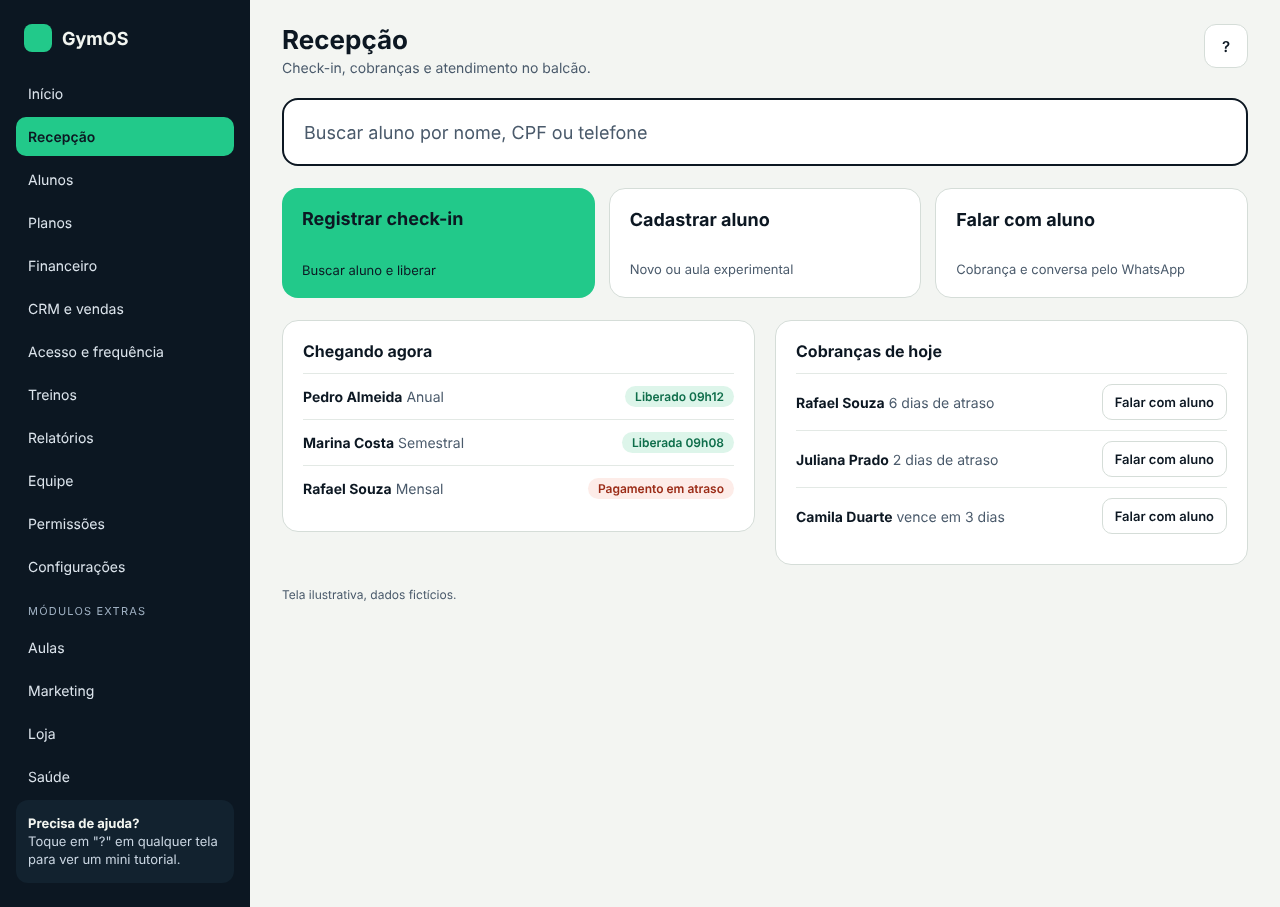 GymOS
Início
Recepção
Alunos
Planos
Financeiro
CRM e vendas
Acesso e frequência
Treinos
Relatórios
Equipe
Permissões
Configurações
MÓDULOS EXTRAS
Aulas
Marketing
Loja
Saúde
Precisa de ajuda?
Toque em "?" em qualquer tela
para ver um mini tutorial.
Recepção
?
Check-in, cobranças e atendimento no balcão.
Buscar aluno por nome, CPF ou telefone
Registrar check-in
Buscar aluno e liberar
Cadastrar aluno
Novo ou aula experimental
Falar com aluno
Cobrança e conversa pelo WhatsApp
Chegando agora
Pedro Almeida Anual Liberado 09h12
Marina Costa Semestral Liberada 09h08
Rafael Souza Mensal Pagamento em atraso
Cobranças de hoje
Rafael Souza 6 dias de atraso Falar com aluno
Juliana Prado 2 dias de atraso Falar com aluno
Camila Duarte vence em 3 dias Falar com aluno
Tela ilustrativa, dados fictícios.